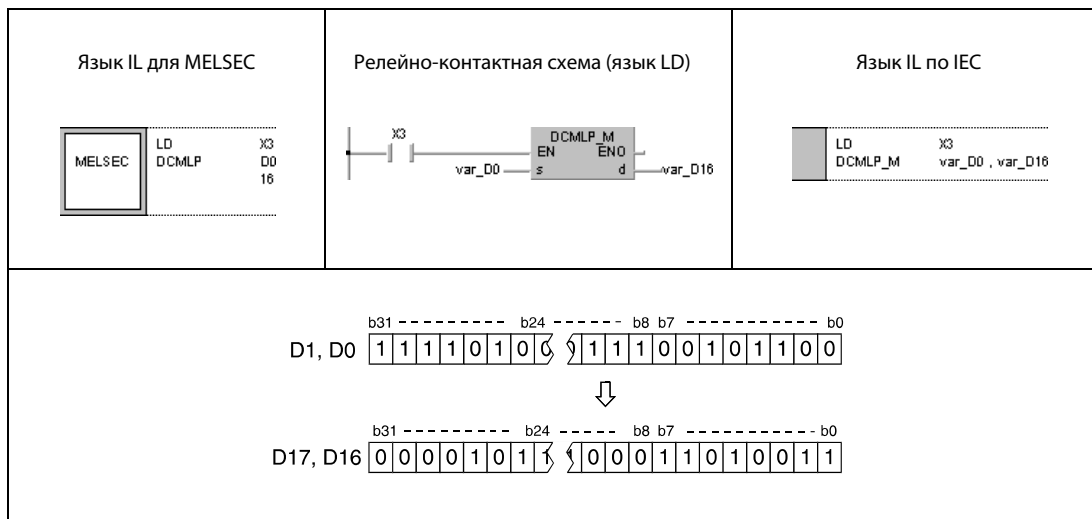 Язык IL для MELSEC
MELSEC
LD X3
DCMLP D0
16
Релейно-контактная схема (язык LD)
X3
DCMLP_M
EN ENO
var_D0 s d var_D16
Язык IL по IEC
LD X3
DCMLP_M var_D0 , var_D16
b31 b24 b8 b7 b0
D1, D0 1 1 1 1 0 1 0 0 1 1 1 0 0 1 0 1 1 0 0
b31 b24 b8 b7 b0
D17, D16 0 0 0 0 1 0 1 1 1 0 0 0 1 1 0 1 0 0 1 1